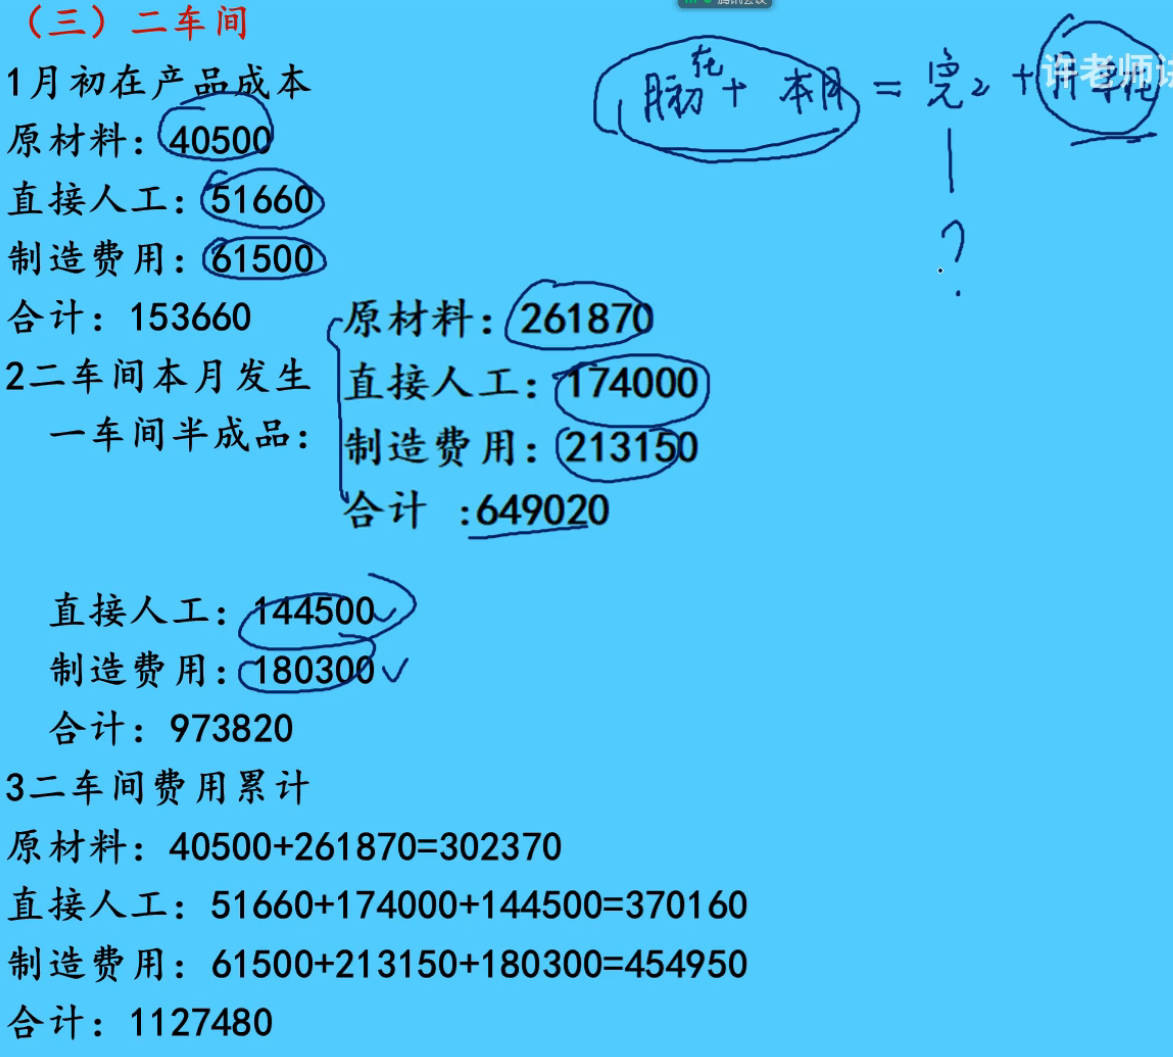 腾讯会议
(三)二车间
许老师
月初在 + 本月 = 完2 +
?
1月初在产品成本
原材料:40500
直接人工:51660
制造费用:61500
合计:153660
原材料:261870
2二车间本月发生
直接人工:174000
一车间半成品:
制造费用:213150
合计 :649020
直接人工:144500
制造费用:180300
合计:973820
3二车间费用累计
原材料:40500+261870=302370
直接人工:51660+174000+144500=370160
制造费用:61500+213150+180300=454950
合计:1127480